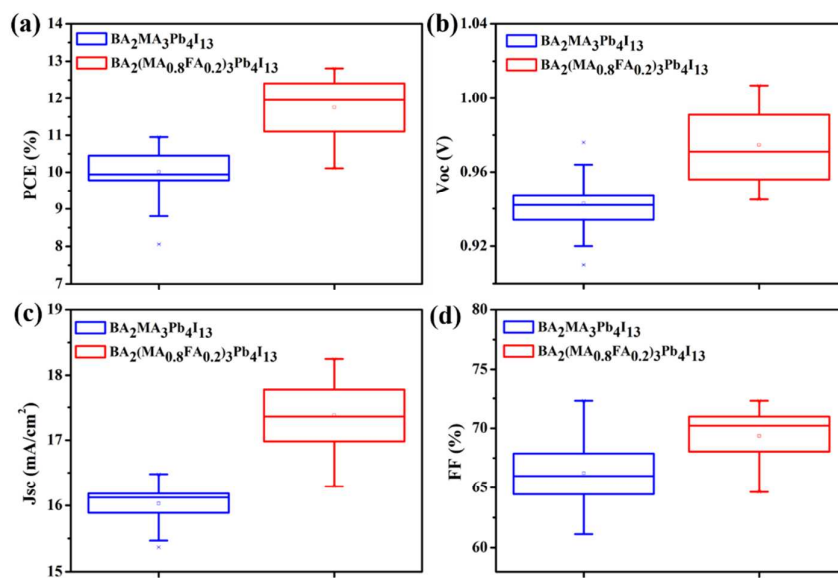 (a)
14
13
12
11
10
9
8
7
PCE (%)
BA₂MA₃Pb₄I₁₃
BA₂(MA₀.₈FA₀.₂)₃Pb₄I₁₃
(b)
1.04
1.00
0.96
0.92
Voc (V)
BA₂MA₃Pb₄I₁₃
BA₂(MA₀.₈FA₀.₂)₃Pb₄I₁₃
(c)
19
18
17
16
15
Jsc (mA/cm²)
BA₂MA₃Pb₄I₁₃
BA₂(MA₀.₈FA₀.₂)₃Pb₄I₁₃
(d)
80
75
70
65
60
FF (%)
BA₂MA₃Pb₄I₁₃
BA₂(MA₀.₈FA₀.₂)₃Pb₄I₁₃